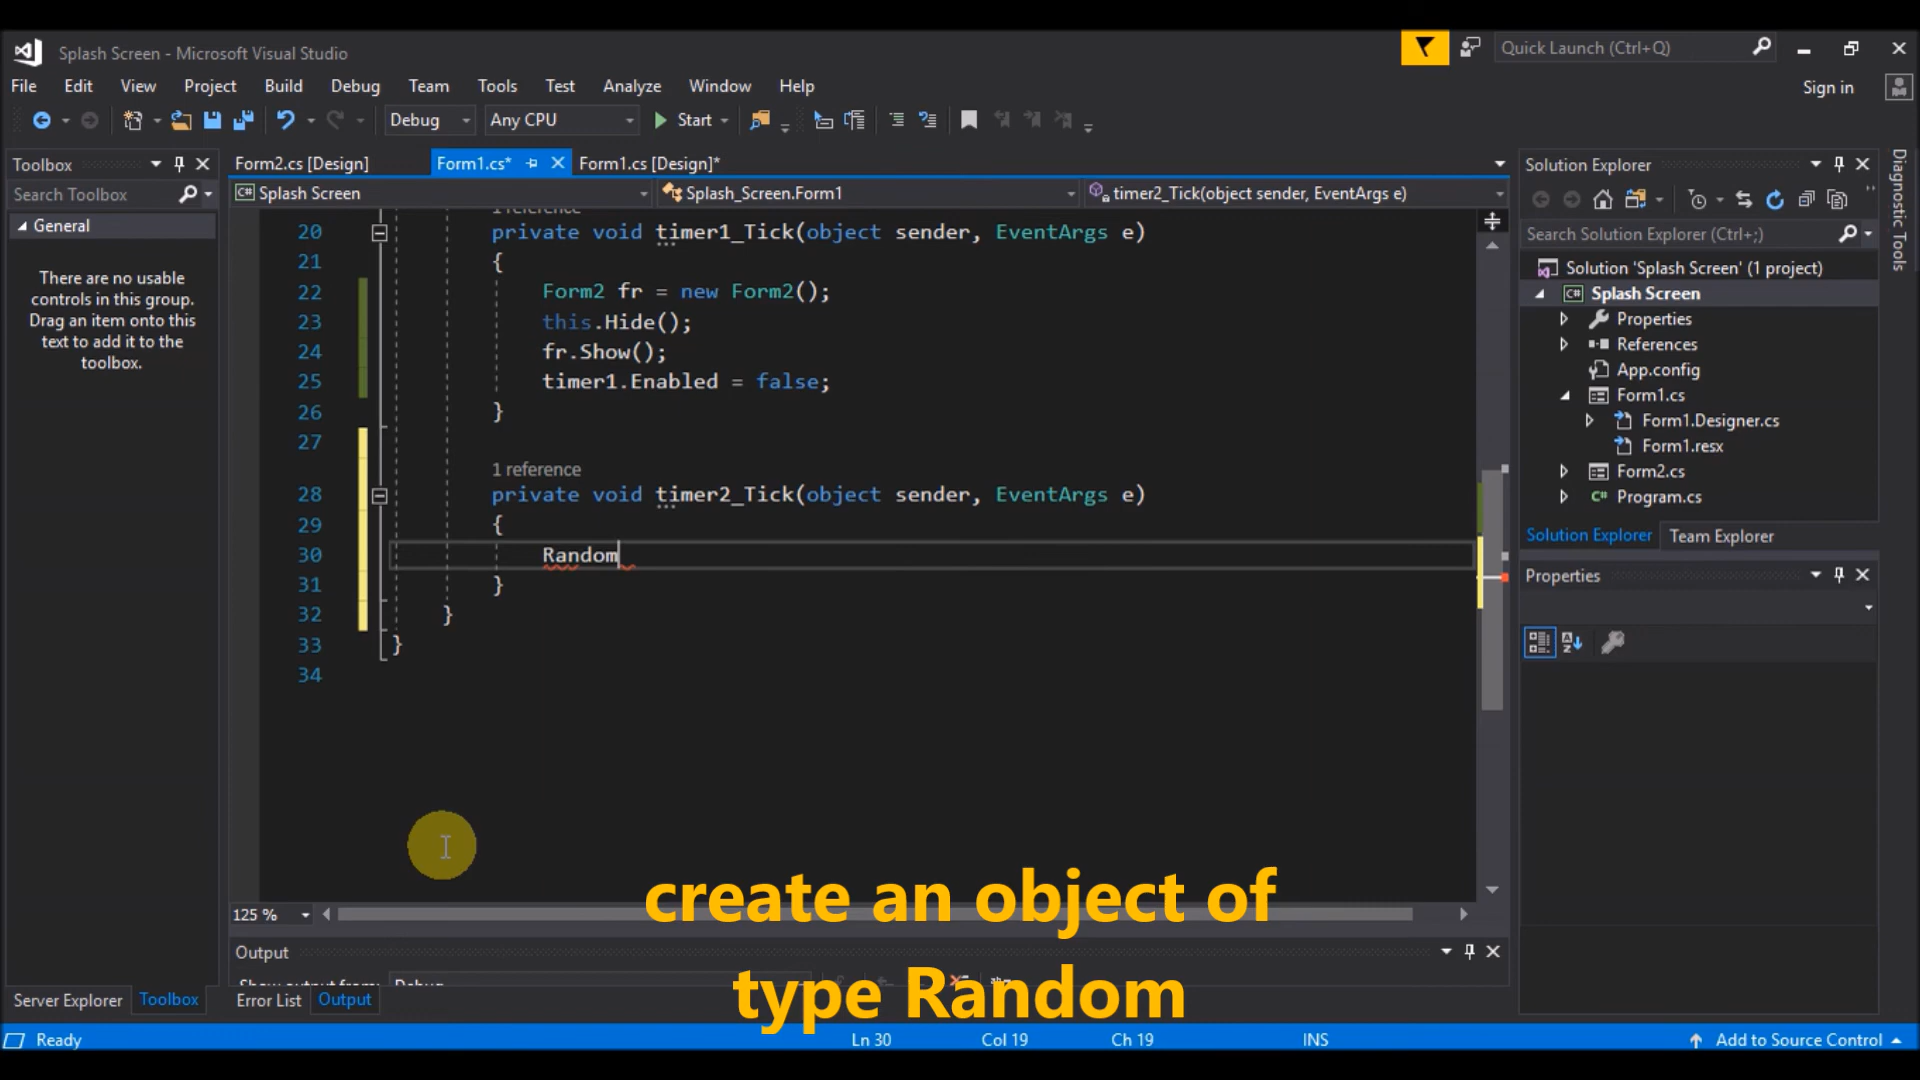 Splash Screen - Microsoft Visual Studio
Quick Launch (Ctrl+Q)
File Edit View Project Build Debug Team Tools Test Analyze Window Help
Sign in
Debug Any CPU Start
Toolbox
Search Toolbox
General
There are no usable
controls in this group.
Drag an item onto this
text to add it to the
toolbox.
Form2.cs [Design] Form1.cs* Form1.cs [Design]*
Splash Screen Splash_Screen.Form1 timer2_Tick(object sender, EventArgs e)
1 reference
20 private void timer1_Tick(object sender, EventArgs e)
21 {
22 Form2 fr = new Form2();
23 this.Hide();
24 fr.Show();
25 timer1.Enabled = false;
26 }
27
1 reference
28 private void timer2_Tick(object sender, EventArgs e)
29 {
30 Random
31 }
32 }
33 }
34
125 %
Output
Debug
Server Explorer Toolbox
Error List Output
Solution Explorer
Search Solution Explorer (Ctrl+;)
Solution 'Splash Screen' (1 project)
C# Splash Screen
Properties
References
App.config
Form1.cs
Form1.Designer.cs
Form1.resx
Form2.cs
C# Program.cs
Solution Explorer Team Explorer
Properties
Diagnostic Tools
create an object of
type Random
Ready Ln 30 Col 19 Ch 19 INS Add to Source Control